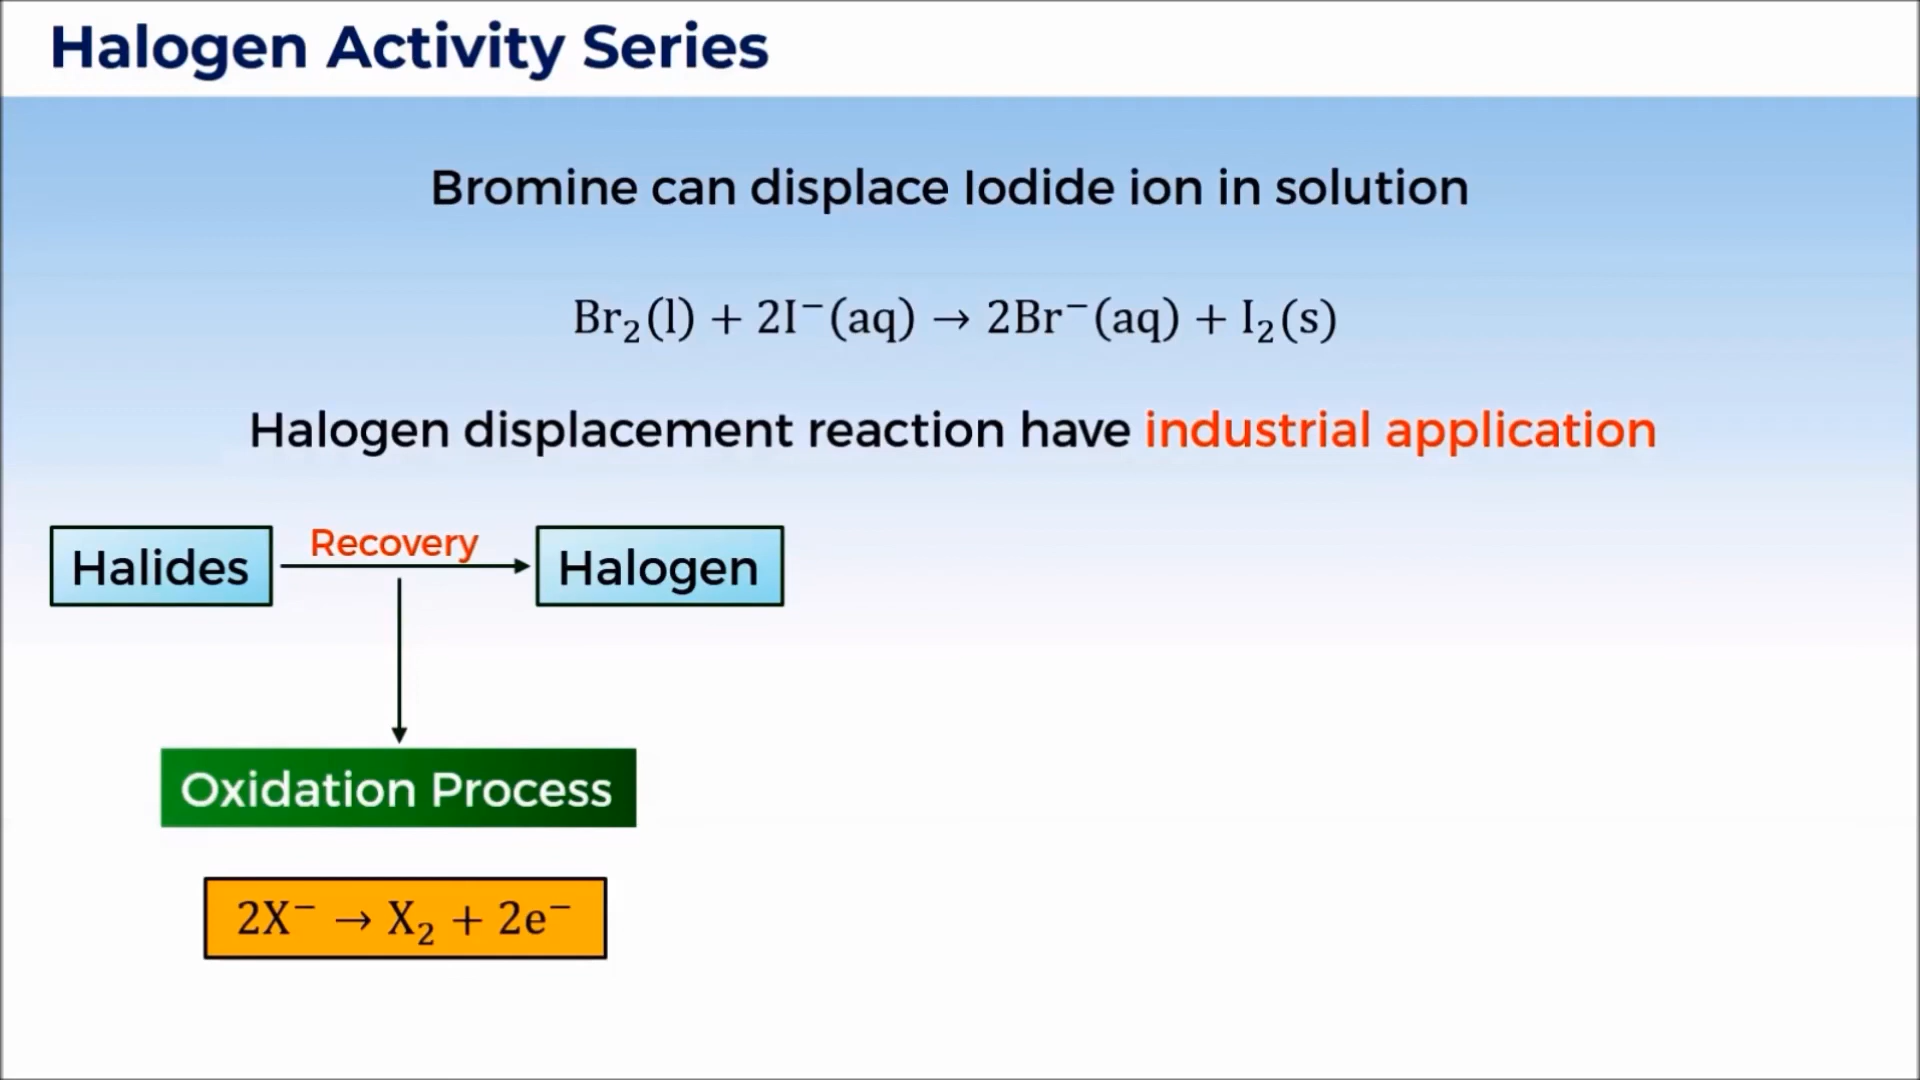 Halogen Activity Series
Bromine can displace Iodide ion in solution
Br₂(l) + 2I⁻(aq) → 2Br⁻(aq) + I₂(s)
Halogen displacement reaction have industrial application
Halides
Recovery
Halogen
Oxidation Process
2X⁻ → X₂ + 2e⁻